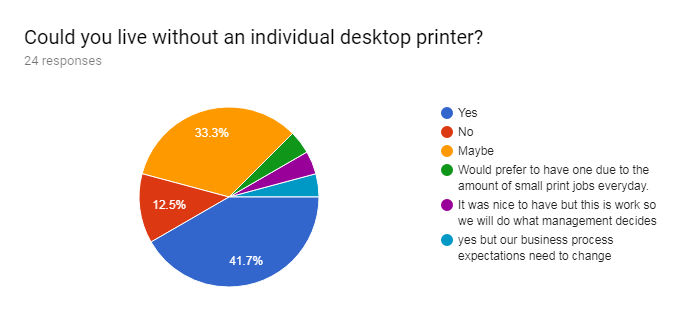 Could you live without an individual desktop printer?
24 responses
33.3%
12.5%
41.7%
Yes
No
Maybe
Would prefer to have one due to the
amount of small print jobs everyday.
It was nice to have but this is work so
we will do what management decides
yes but our business process
expectations need to change